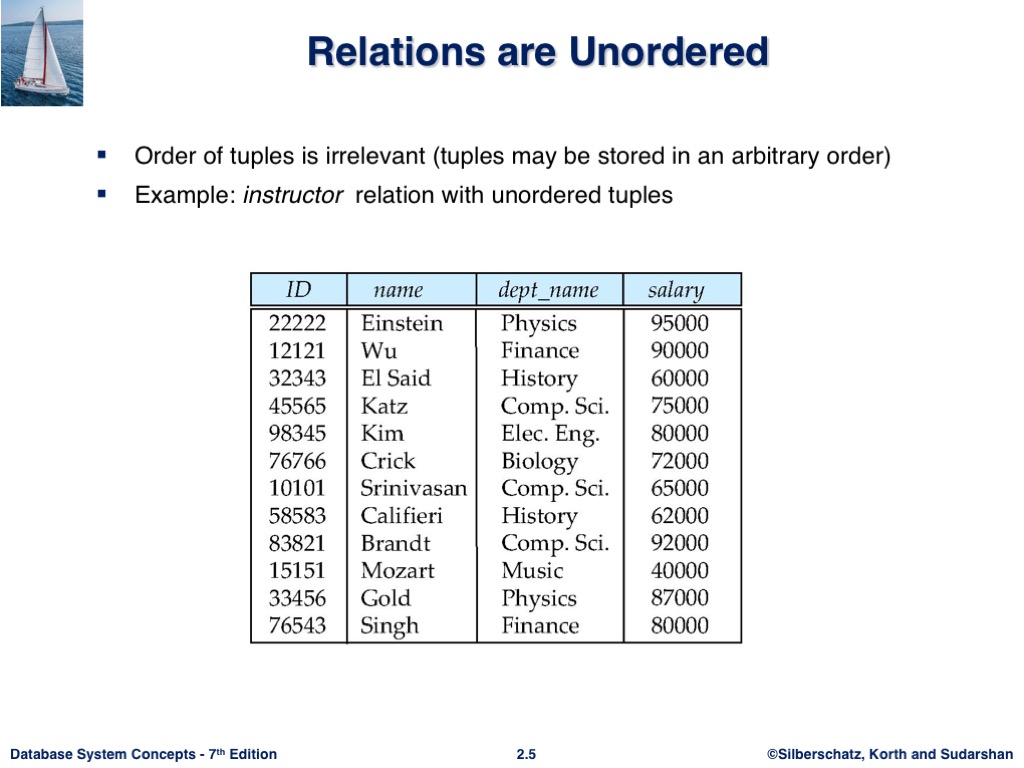 Relations are Unordered
▪ Order of tuples is irrelevant (tuples may be stored in an arbitrary order)
▪ Example: instructor relation with unordered tuples
ID name dept_name salary
22222 Einstein Physics 95000
12121 Wu Finance 90000
32343 El Said History 60000
45565 Katz Comp. Sci. 75000
98345 Kim Elec. Eng. 80000
76766 Crick Biology 72000
10101 Srinivasan Comp. Sci. 65000
58583 Califieri History 62000
83821 Brandt Comp. Sci. 92000
15151 Mozart Music 40000
33456 Gold Physics 87000
76543 Singh Finance 80000
Database System Concepts - 7th Edition 2.5 ©Silberschatz, Korth and Sudarshan